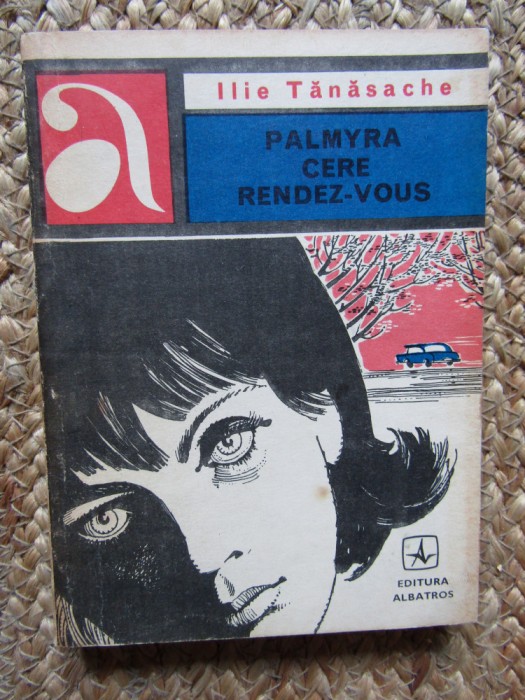 a
Ilie Tănăsache
PALMYRA
CERE
RENDEZ-VOUS
EDITURA
ALBATROS